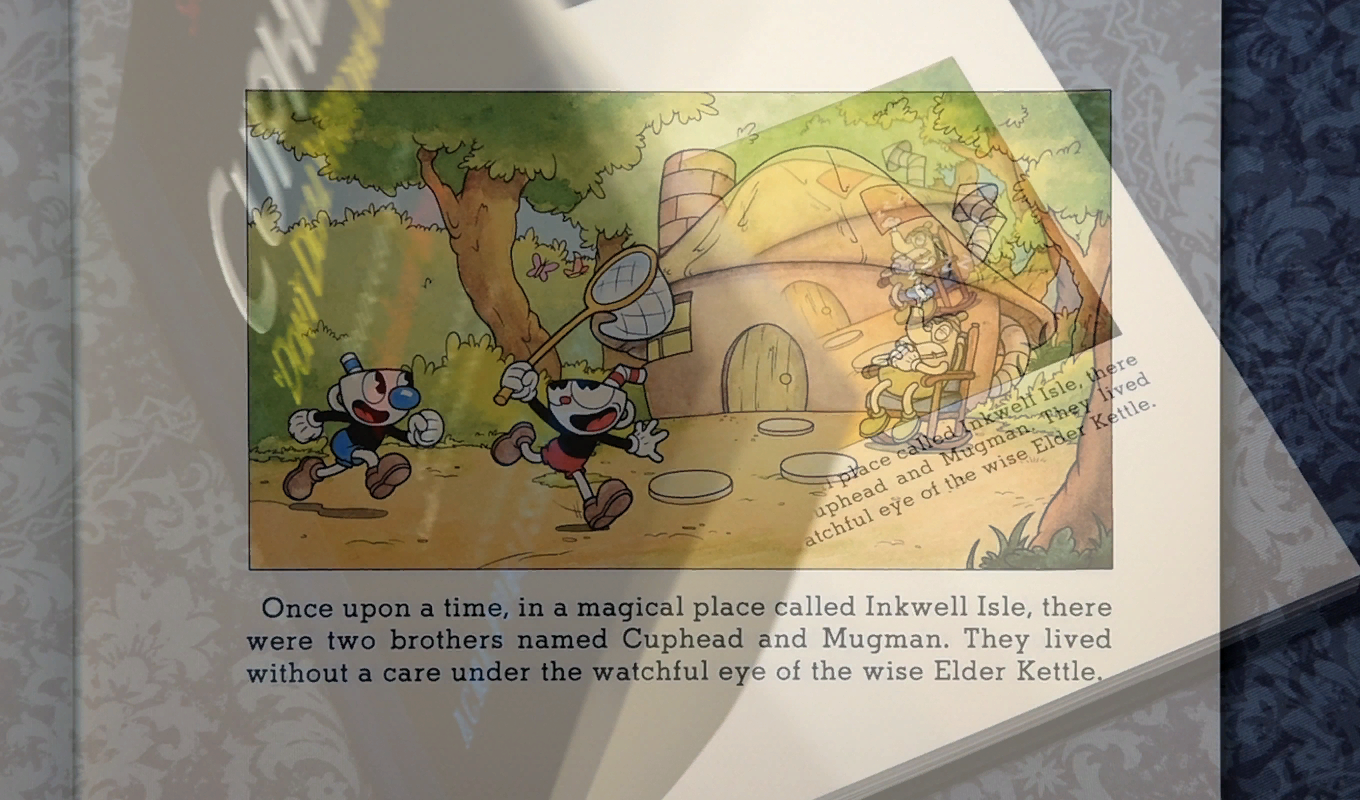 CUPHE
Once upon a time, in a magical place called Inkwell Isle, there
were two brothers named Cuphead and Mugman. They lived
without a care under the watchful eye of the wise Elder Kettle.
place called Inkwell Isle, there
uphead and Mugman. They lived
atchful eye of the wise Elder Kettle.